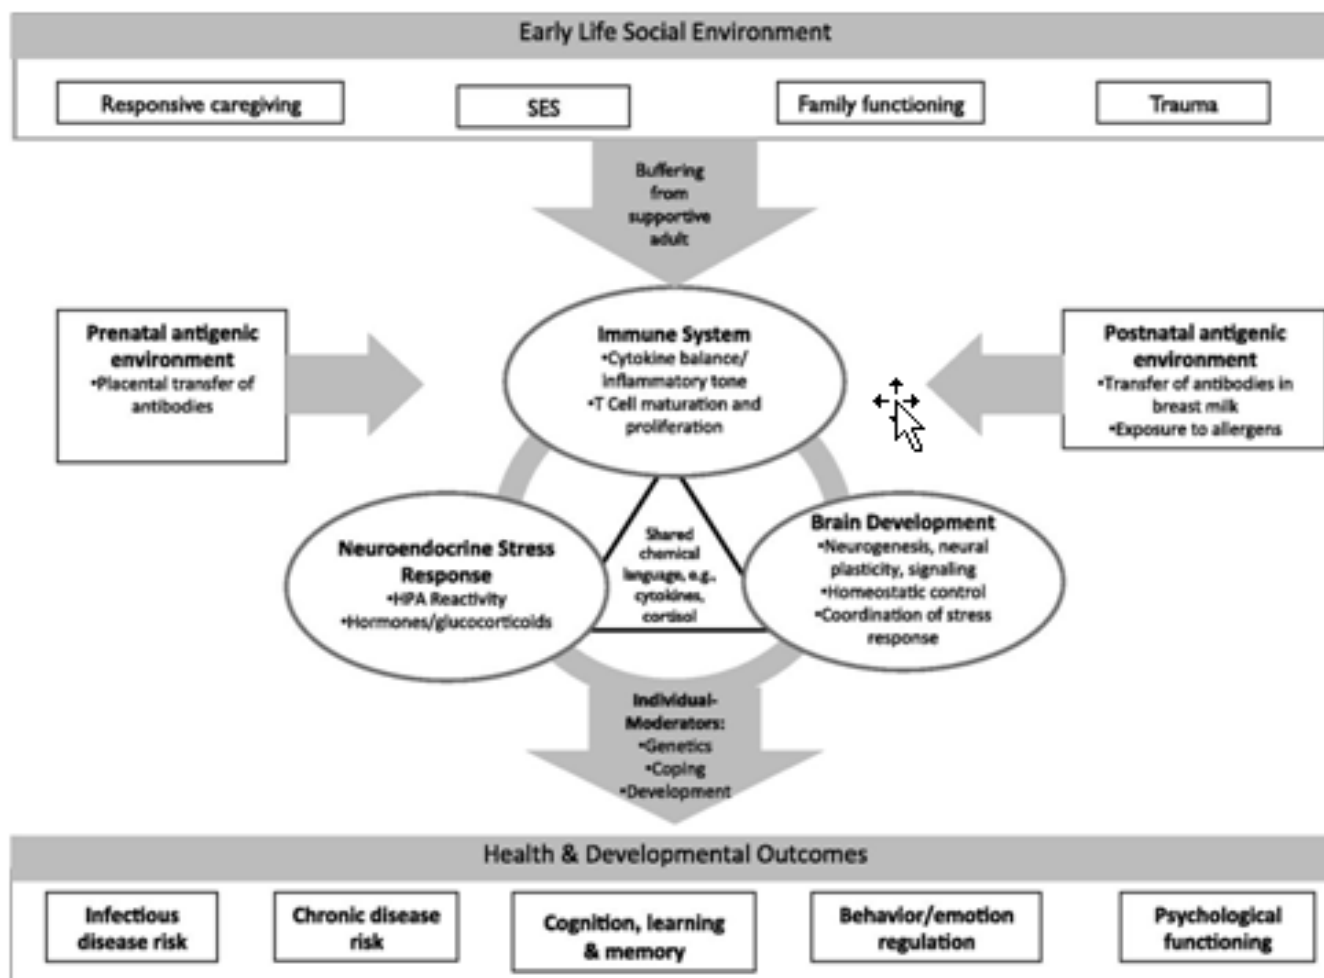 Early Life Social Environment
Responsive caregiving
SES
Family functioning
Trauma
Buffering
from
supportive
adult
Prenatal antigenic
environment
•Placental transfer of
antibodies
Immune System
•Cytokine balance/
inflammatory tone
•T Cell maturation and
proliferation
Postnatal antigenic
environment
•Transfer of antibodies in
breast milk
•Exposure to allergens
Neuroendocrine Stress
Response
•HPA Reactivity
•Hormones/glucocorticoids
Shared
chemical
language, e.g.,
cytokines,
cortisol
Brain Development
•Neurogenesis, neural
plasticity, signaling
•Homeostatic control
•Coordination of stress
response
Individual-
Moderators:
•Genetics
•Coping
•Development
Health & Developmental Outcomes
Infectious
disease risk
Chronic disease
risk
Cognition, learning
& memory
Behavior/emotion
regulation
Psychological
functioning